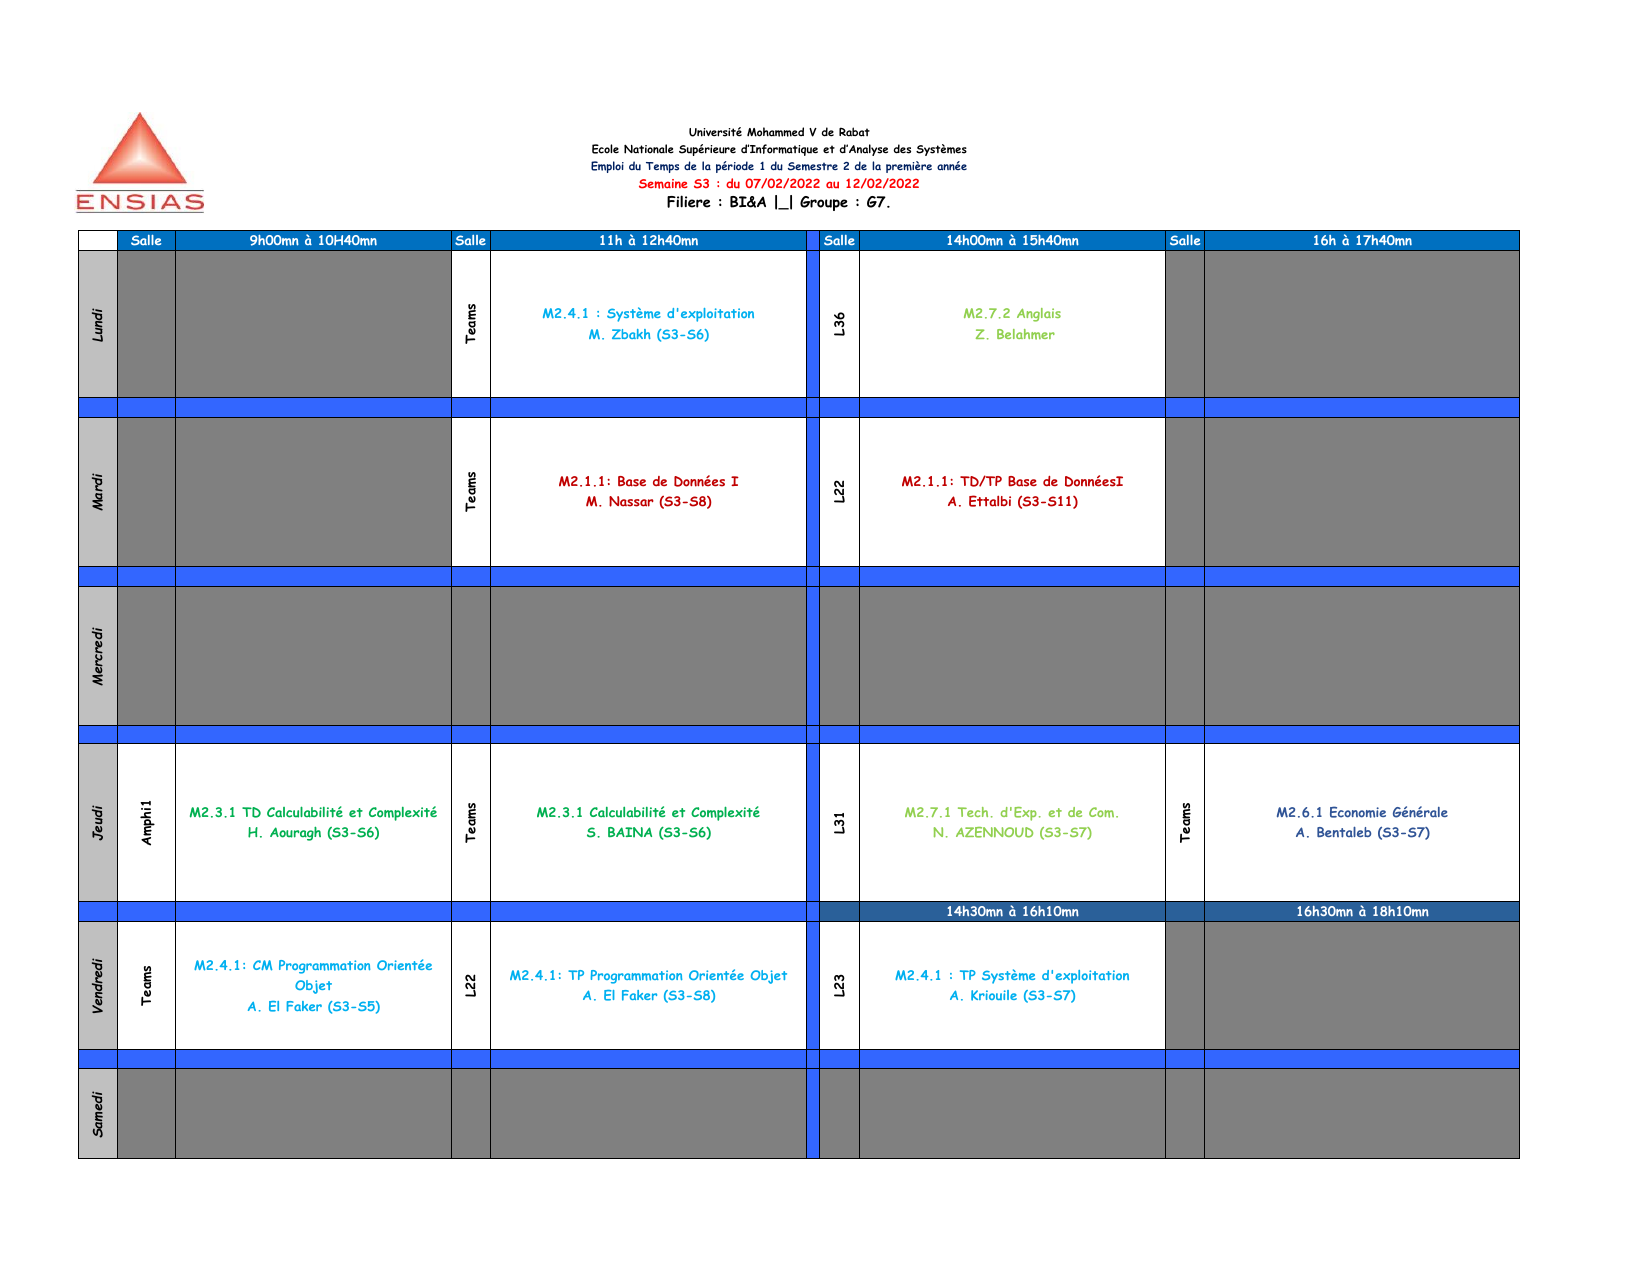 ENSIAS
Université Mohammed V de Rabat
Ecole Nationale Supérieure d’Informatique et d’Analyse des Systèmes
Emploi du Temps de la période 1 du Semestre 2 de la première année
Semaine S3 : du 07/02/2022 au 12/02/2022
Filiere : BI&A |_| Groupe : G7.
Salle 9h00mn à 10H40mn Salle 11h à 12h40mn Salle 14h00mn à 15h40mn Salle 16h à 17h40mn
Lundi
Teams
M2.4.1 : Système d'exploitation
M. Zbakh (S3-S6)
L36
M2.7.2 Anglais
Z. Belahmer
Mardi
Teams
M2.1.1: Base de Données I
M. Nassar (S3-S8)
L22
M2.1.1: TD/TP Base de DonnéesI
A. Ettalbi (S3-S11)
Mercredi
Jeudi
Amphi1
M2.3.1 TD Calculabilité et Complexité
H. Aouragh (S3-S6)
Teams
M2.3.1 Calculabilité et Complexité
S. BAINA (S3-S6)
L31
M2.7.1 Tech. d'Exp. et de Com.
N. AZENNOUD (S3-S7)
Teams
M2.6.1 Economie Générale
A. Bentaleb (S3-S7)
14h30mn à 16h10mn 16h30mn à 18h10mn
Vendredi
Teams
M2.4.1: CM Programmation Orientée
Objet
A. El Faker (S3-S5)
L22
M2.4.1: TP Programmation Orientée Objet
A. El Faker (S3-S8)
L23
M2.4.1 : TP Système d'exploitation
A. Kriouile (S3-S7)
Samedi